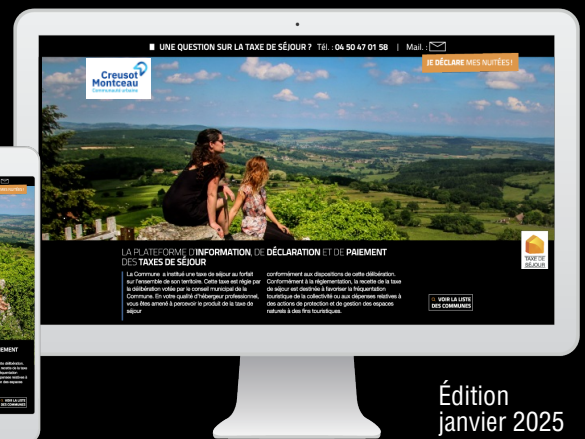 UNE QUESTION SUR LA TAXE DE SÉJOUR ? Tél. : 04 50 47 01 58 | Mail. :
JE DÉCLARE MES NUITÉES !
Creusot
Montceau
Communauté urbaine
LA PLATEFORME D'INFORMATION, DE DÉCLARATION ET DE PAIEMENT
DES TAXES DE SÉJOUR
La Commune a institué une taxe de séjour au forfait
sur l'ensemble de son territoire. Cette taxe est régie par
la délibération votée par le conseil municipal de la
Commune. En votre qualité d'hébergeur professionnel,
vous êtes amené à percevoir le produit de la taxe de
séjour
conformément aux dispositions de cette délibération.
Conformément à la réglementation, la recette de la taxe
de séjour est destinée à favoriser la fréquentation
touristique de la collectivité ou aux dépenses relatives à
des actions de protection et de gestion des espaces
naturels à des fins touristiques.
TAXE DE
SÉJOUR
VOIR LA LISTE
DES COMMUNES
EMENT
VOIR LA LISTE
DES COMMUNES
Édition
janvier 2025